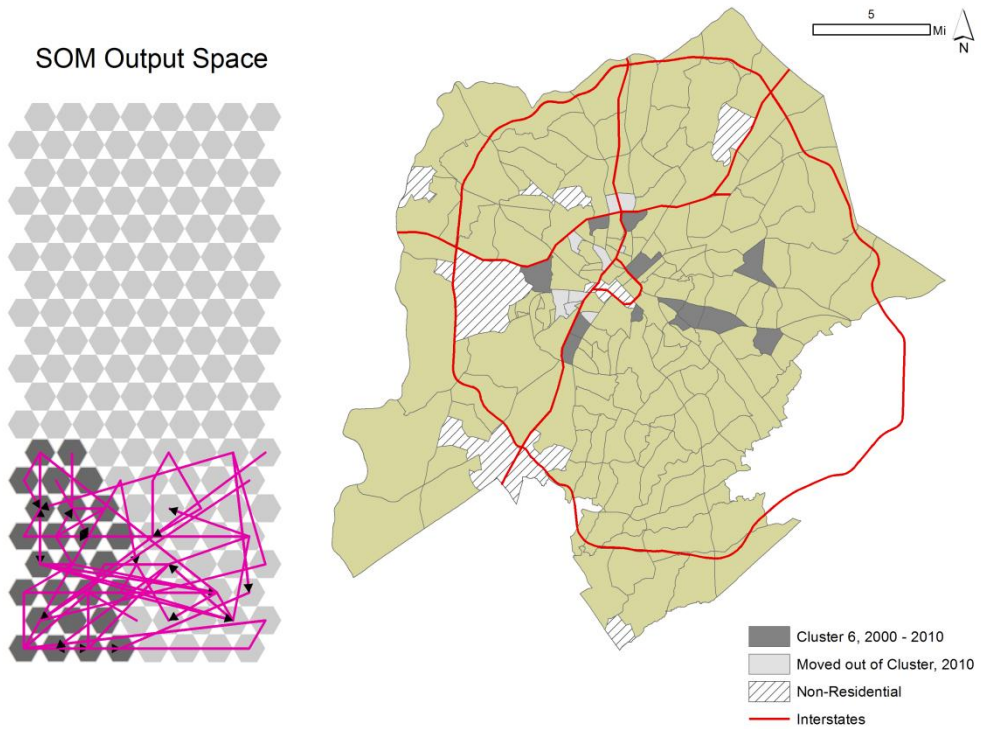 SOM Output Space
5
Mi
N
Cluster 6, 2000 - 2010
Moved out of Cluster, 2010
Non-Residential
Interstates